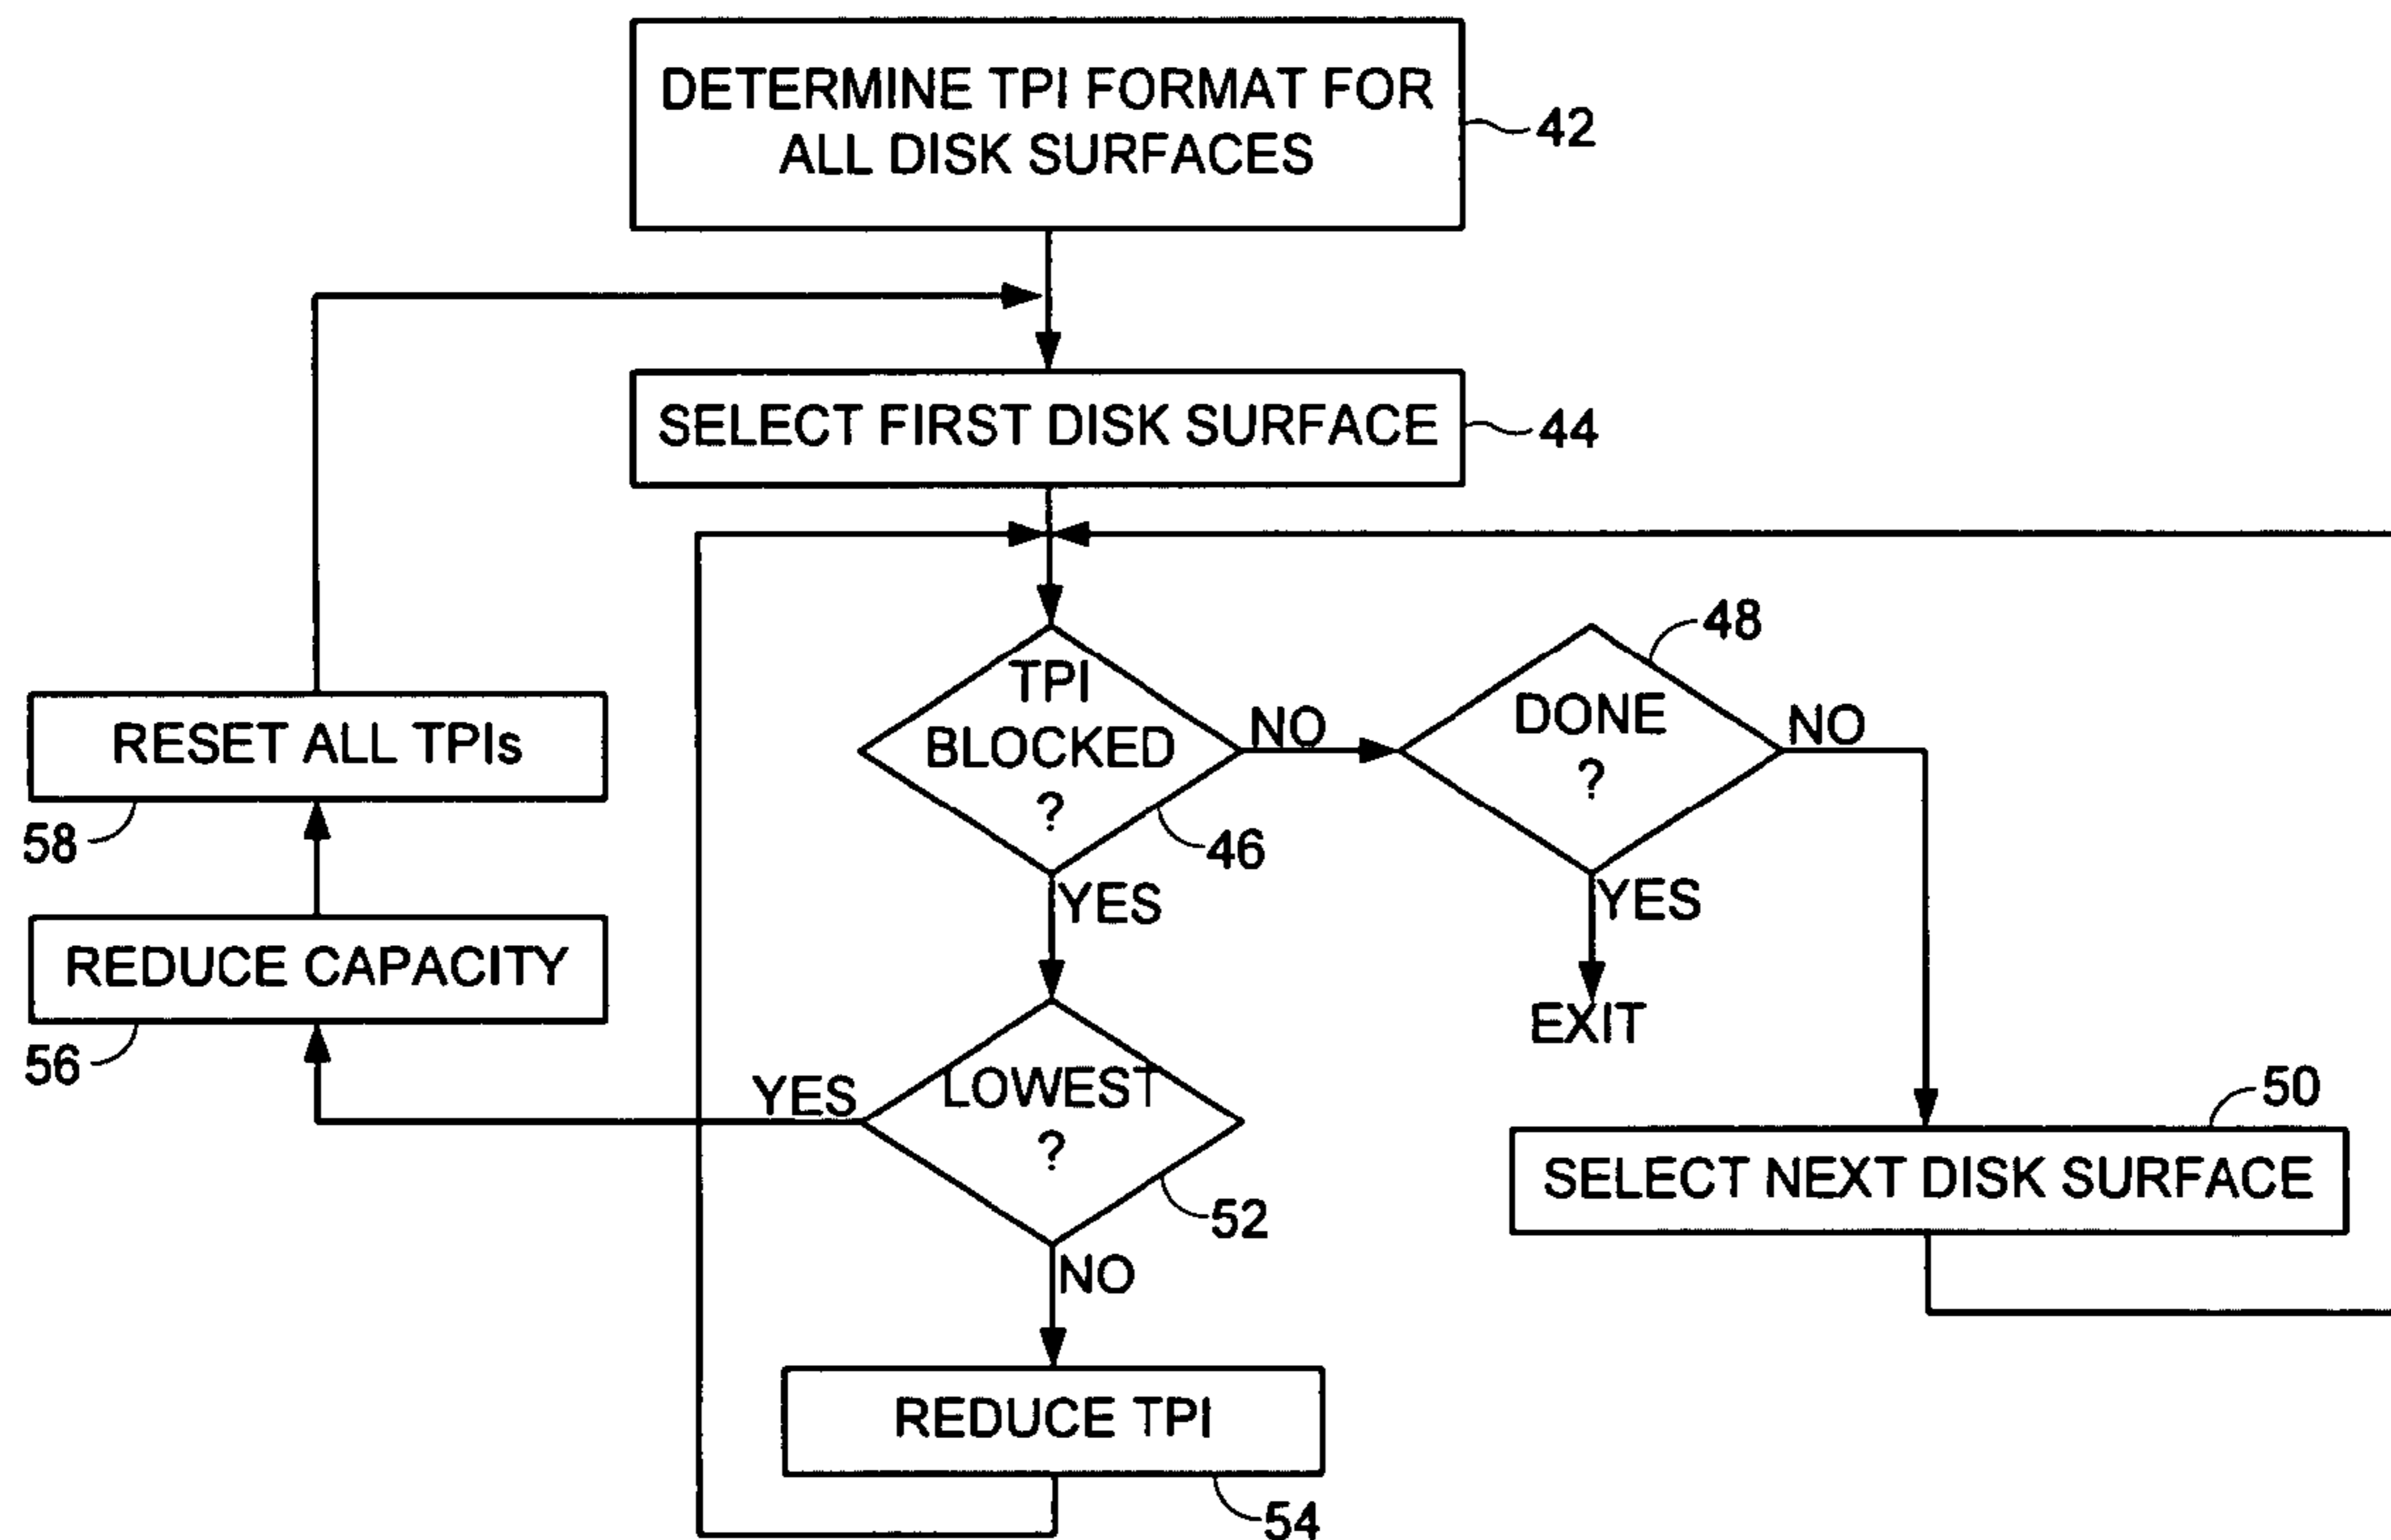 DETERMINE TPI FORMAT FOR
ALL DISK SURFACES
42
SELECT FIRST DISK SURFACE
44
TPI
BLOCKED
?
46
NO
YES
DONE
?
48
NO
YES
EXIT
RESET ALL TPIs
58
REDUCE CAPACITY
56
LOWEST
?
52
YES
NO
SELECT NEXT DISK SURFACE
50
REDUCE TPI
54